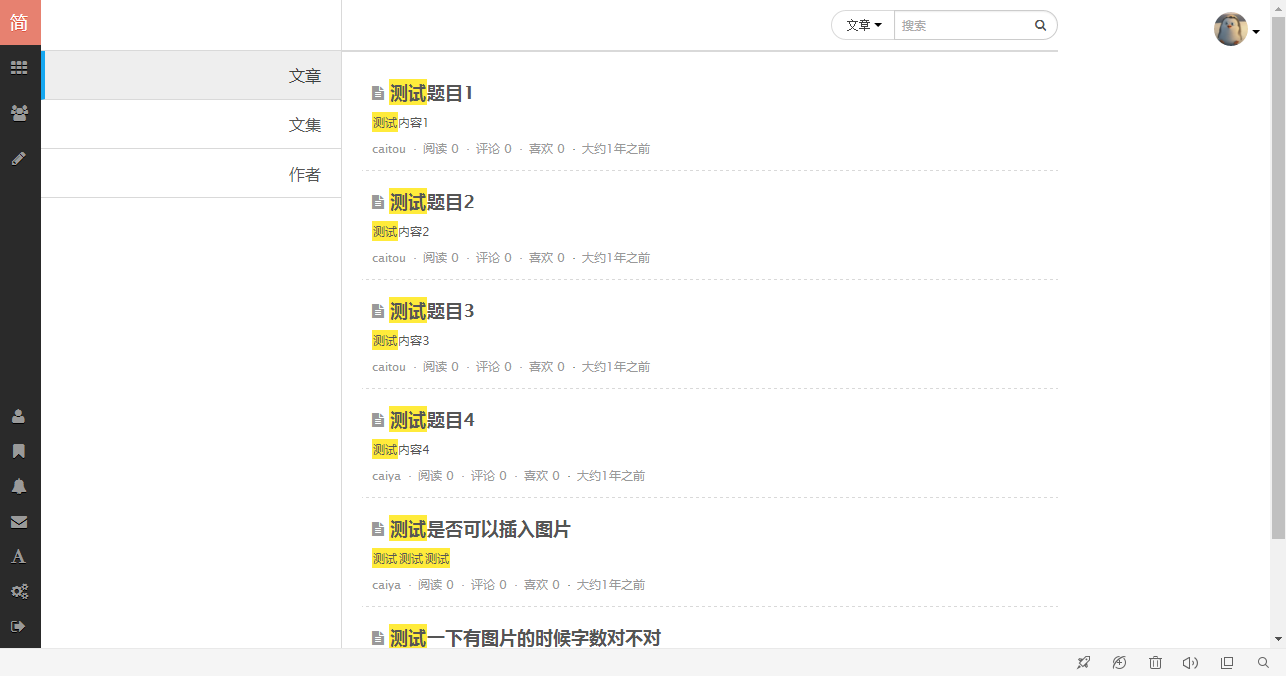 简
文章
搜索
文章
文集
作者
测试题目1
测试内容1
caitou · 阅读 0 · 评论 0 · 喜欢 0 · 大约1年之前
测试题目2
测试内容2
caitou · 阅读 0 · 评论 0 · 喜欢 0 · 大约1年之前
测试题目3
测试内容3
caitou · 阅读 0 · 评论 0 · 喜欢 0 · 大约1年之前
测试题目4
测试内容4
caiya · 阅读 0 · 评论 0 · 喜欢 0 · 大约1年之前
测试是否可以插入图片
测试测试测试
caiya · 阅读 0 · 评论 0 · 喜欢 0 · 大约1年之前
测试一下有图片的时候字数对不对